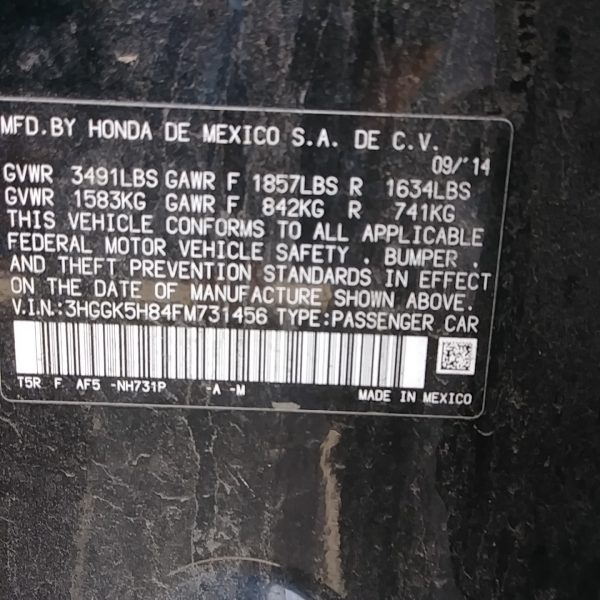 MFD.BY HONDA DE MEXICO S.A. DE C.V.
09/'14
GVWR 3491LBS GAWR F 1857LBS R 1634LBS
GVWR 1583KG GAWR F 842KG R 741KG
THIS VEHICLE CONFORMS TO ALL APPLICABLE
FEDERAL MOTOR VEHICLE SAFETY , BUMPER ,
AND THEFT PREVENTION STANDARDS IN EFFECT
ON THE DATE OF MANUFACTURE SHOWN ABOVE.
V.I.N.:3HGGK5H84FM731456 TYPE:PASSENGER CAR
T5R F AF5 -NH731P -A -M
MADE IN MEXICO